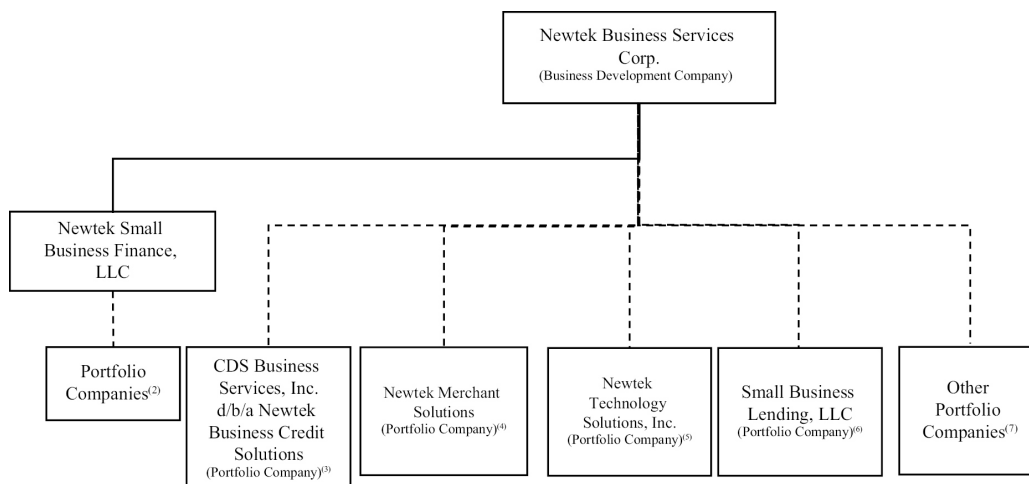 Newtek Business Services
Corp.
(Business Development Company)
Newtek Small
Business Finance,
LLC
Portfolio
Companies(2)
CDS Business
Services, Inc.
d/b/a Newtek
Business Credit
Solutions
(Portfolio Company)(3)
Newtek Merchant
Solutions
(Portfolio Company)(4)
Newtek
Technology
Solutions, Inc.
(Portfolio Company)(5)
Small Business
Lending, LLC
(Portfolio Company)(6)
Other
Portfolio
Companies(7)